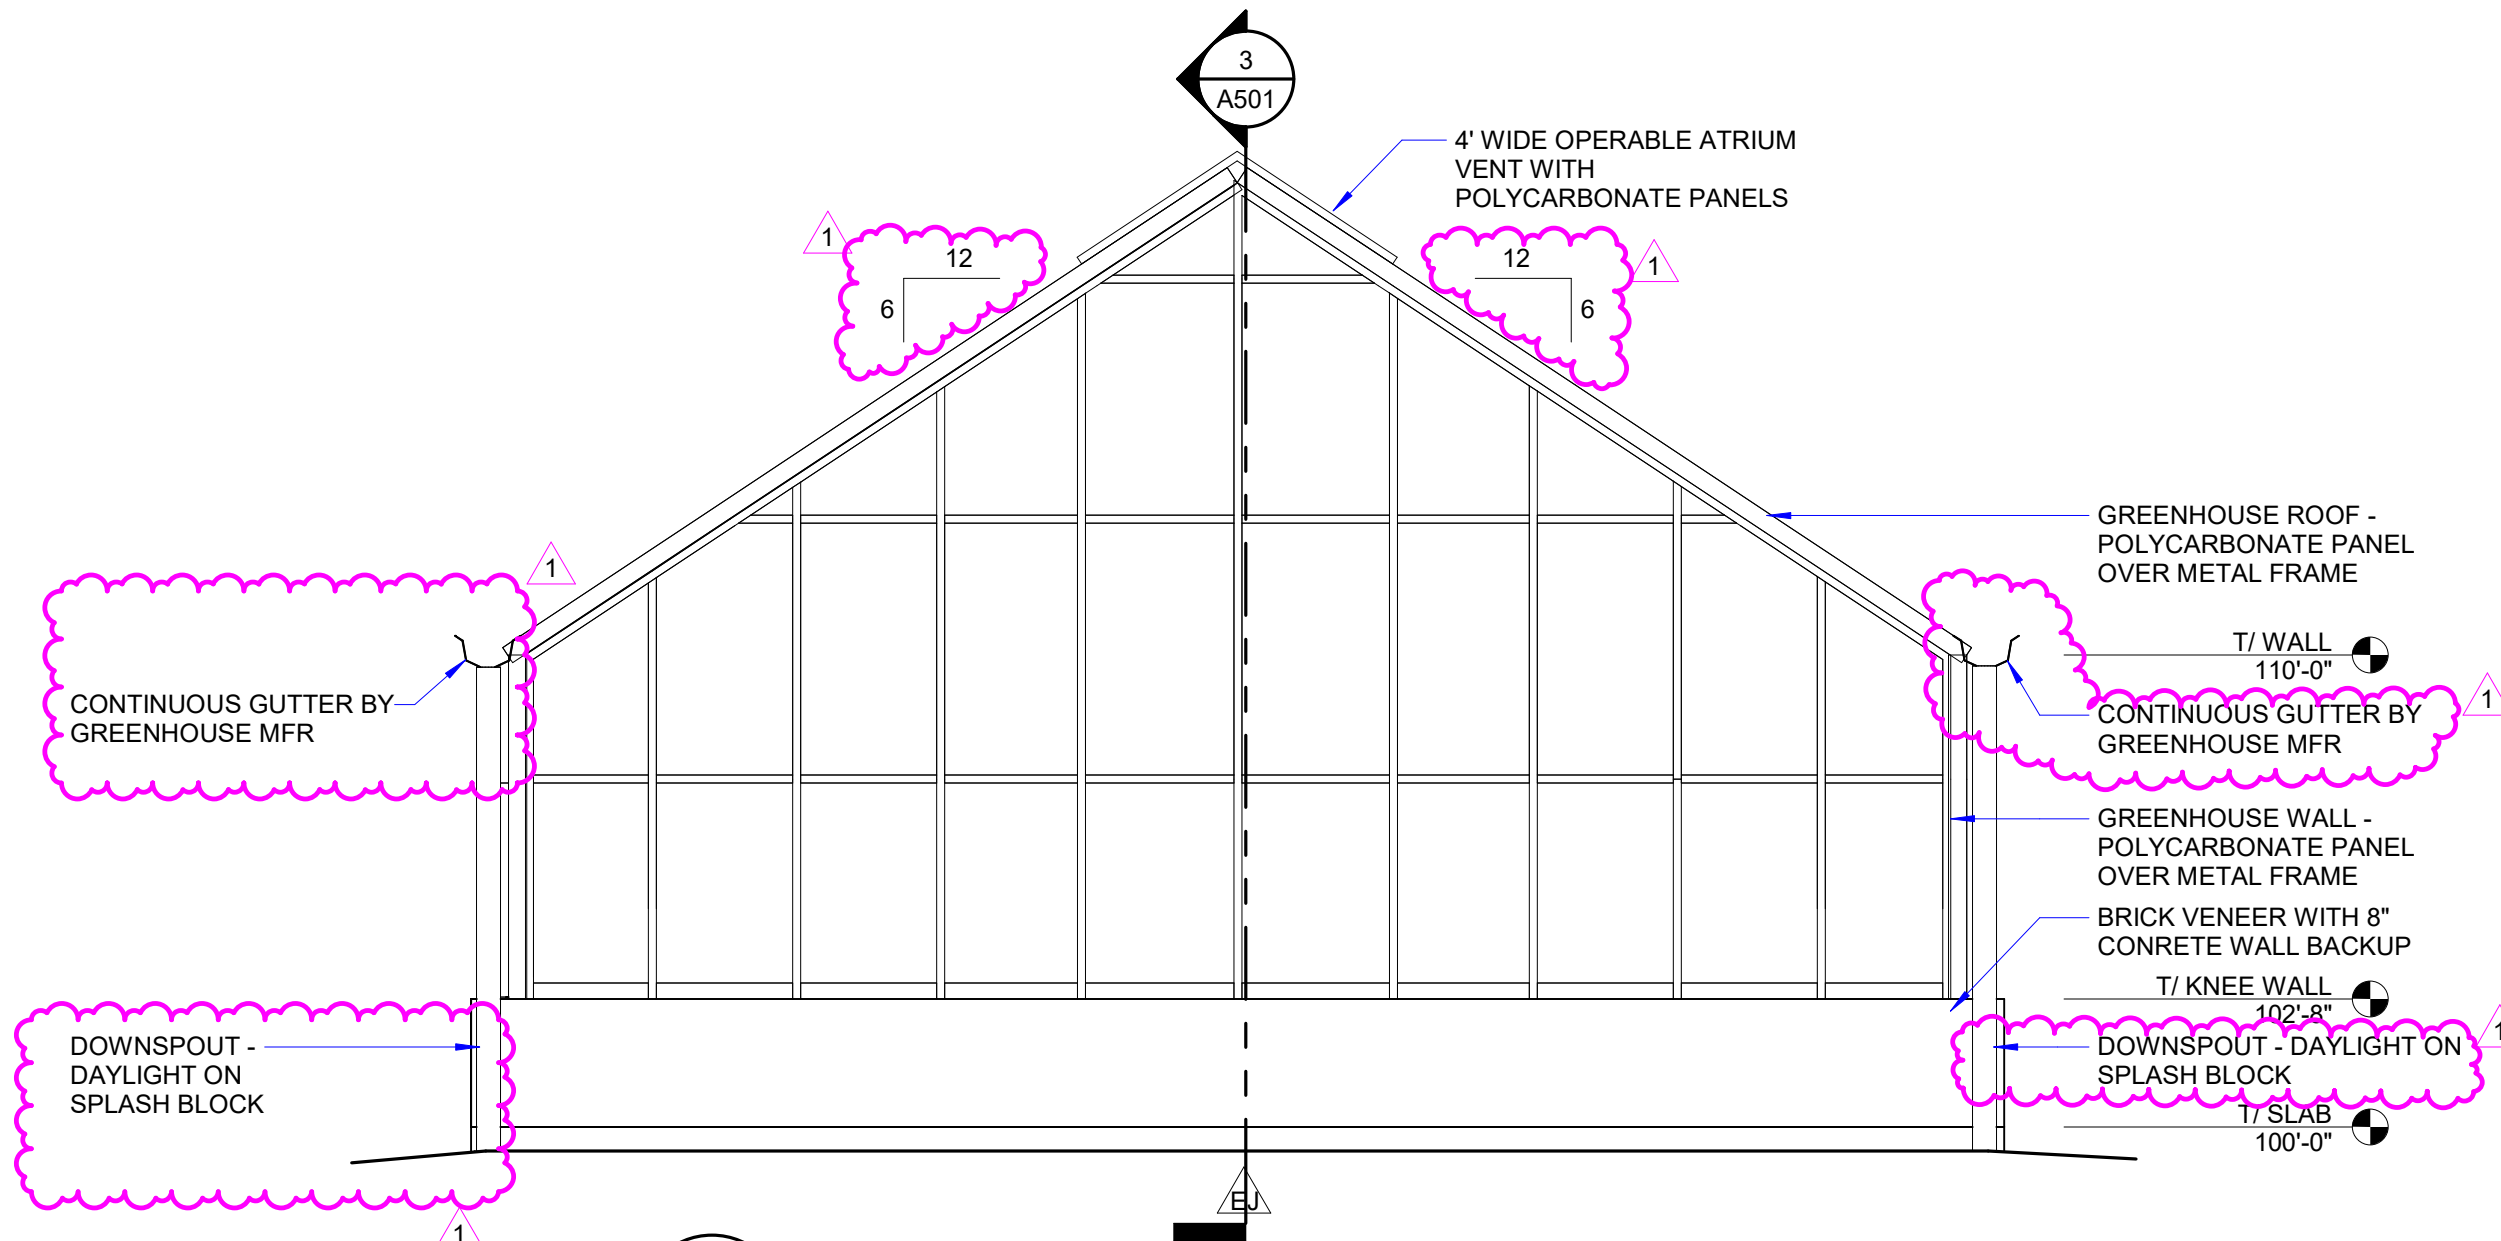 3
A501
4' WIDE OPERABLE ATRIUM
VENT WITH
POLYCARBONATE PANELS
1
12
6
12
6
1
GREENHOUSE ROOF -
POLYCARBONATE PANEL
OVER METAL FRAME
1
T/ WALL
110'-0"
CONTINUOUS GUTTER BY
GREENHOUSE MFR
CONTINUOUS GUTTER BY
GREENHOUSE MFR
1
GREENHOUSE WALL -
POLYCARBONATE PANEL
OVER METAL FRAME
BRICK VENEER WITH 8"
CONRETE WALL BACKUP
T/ KNEE WALL
102'-8"
DOWNSPOUT -
DAYLIGHT ON
SPLASH BLOCK
DOWNSPOUT - DAYLIGHT ON
SPLASH BLOCK
1
T/ SLAB
100'-0"
EJ
1